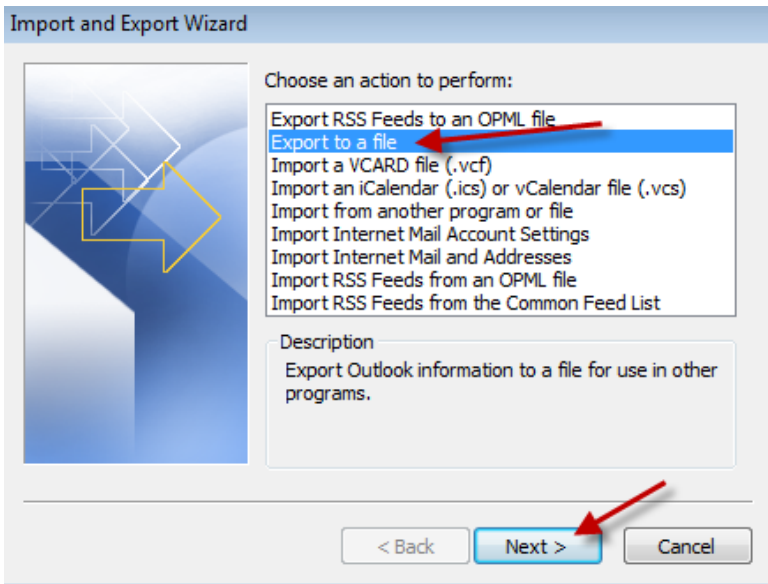 Import and Export Wizard
Choose an action to perform:
Export RSS Feeds to an OPML file
Export to a file
Import a VCARD file (.vcf)
Import an iCalendar (.ics) or vCalendar file (.vcs)
Import from another program or file
Import Internet Mail Account Settings
Import Internet Mail and Addresses
Import RSS Feeds from an OPML file
Import RSS Feeds from the Common Feed List
Description
Export Outlook information to a file for use in other
programs.
< Back Next > Cancel